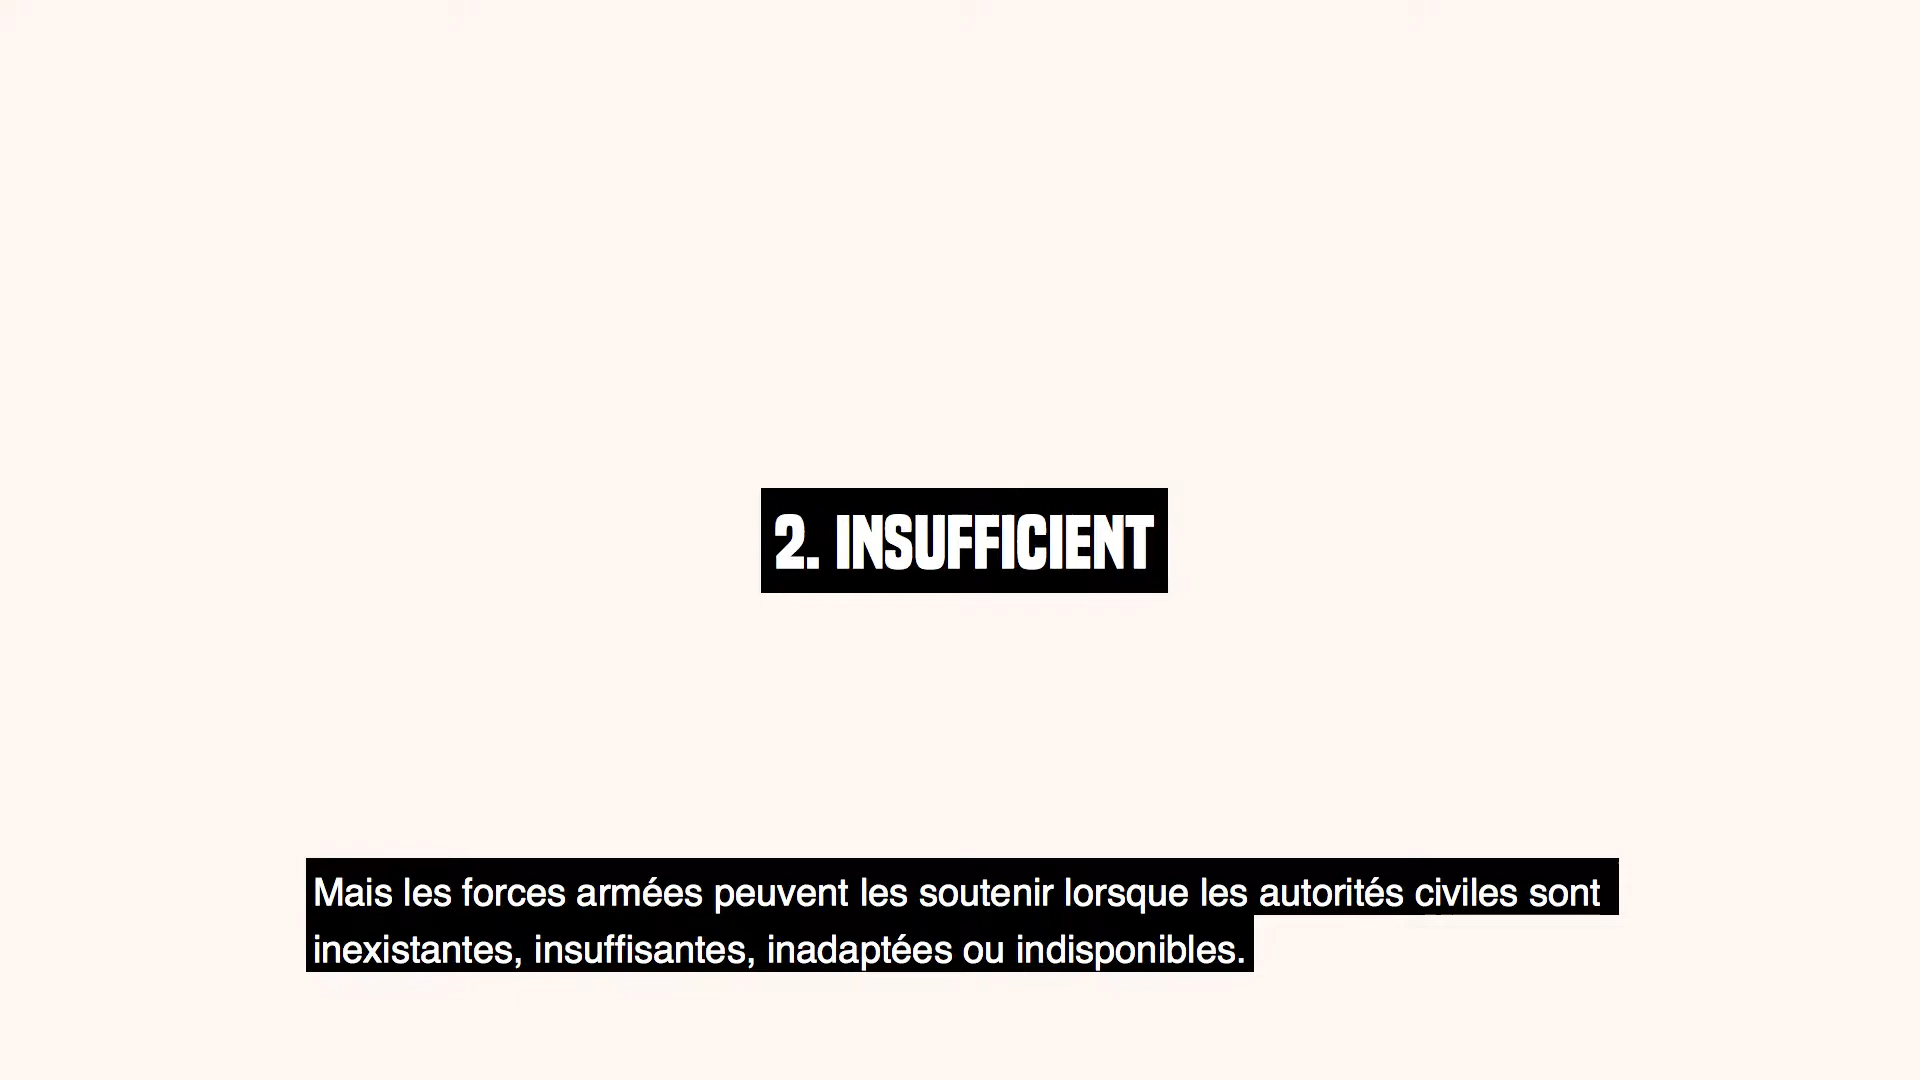 2. INSUFFICIENT
Mais les forces armées peuvent les soutenir lorsque les autorités civiles sont
inexistantes, insuffisantes, inadaptées ou indisponibles.